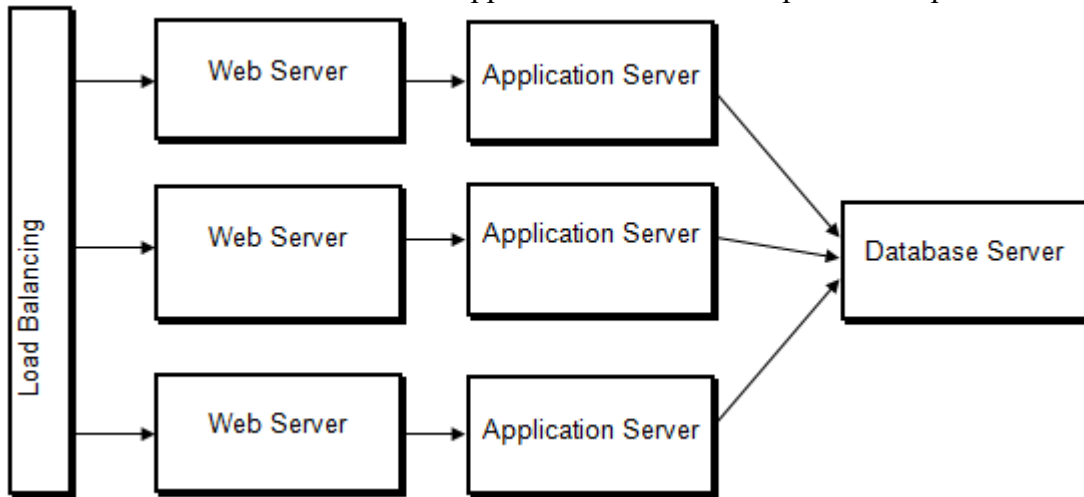 Load Balancing
Web Server
Application Server
Web Server
Application Server
Database Server
Web Server
Application Server